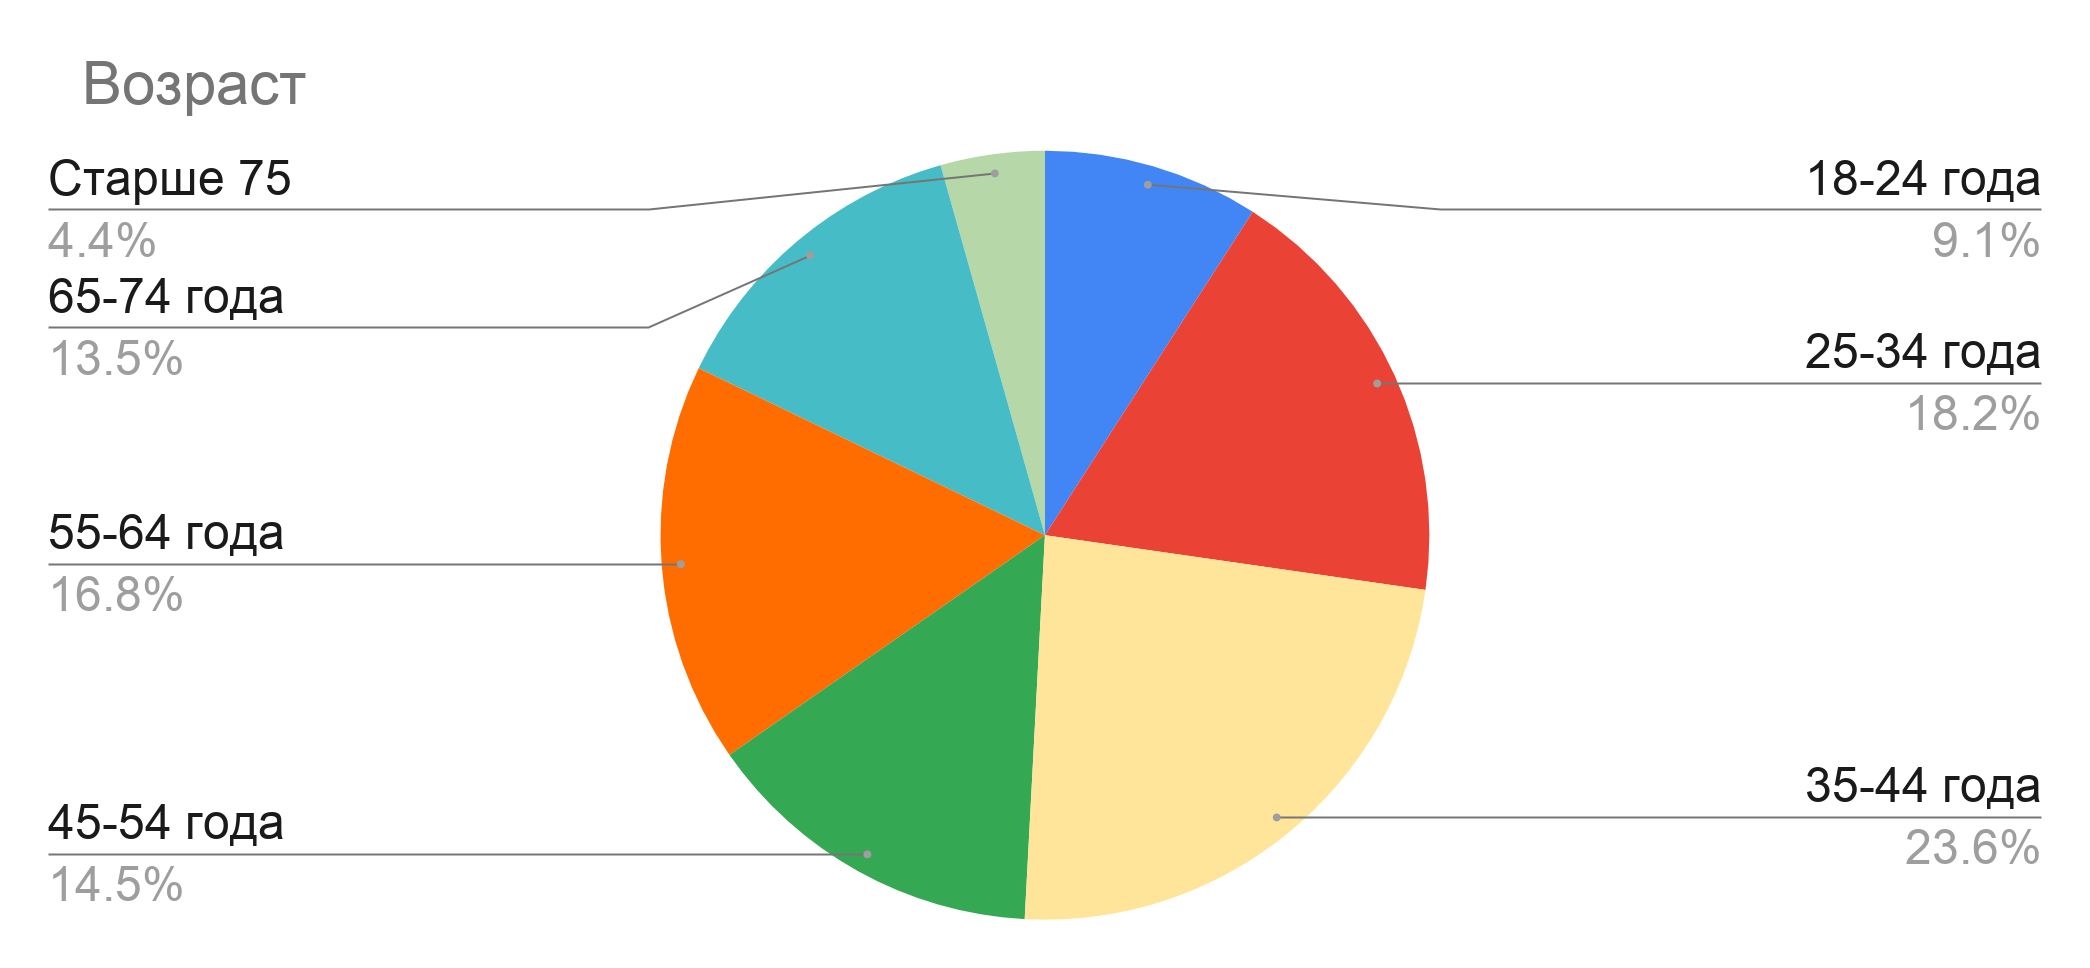 Возраст
Старше 75
4.4%
65-74 года
13.5%
55-64 года
16.8%
45-54 года
14.5%
18-24 года
9.1%
25-34 года
18.2%
35-44 года
23.6%